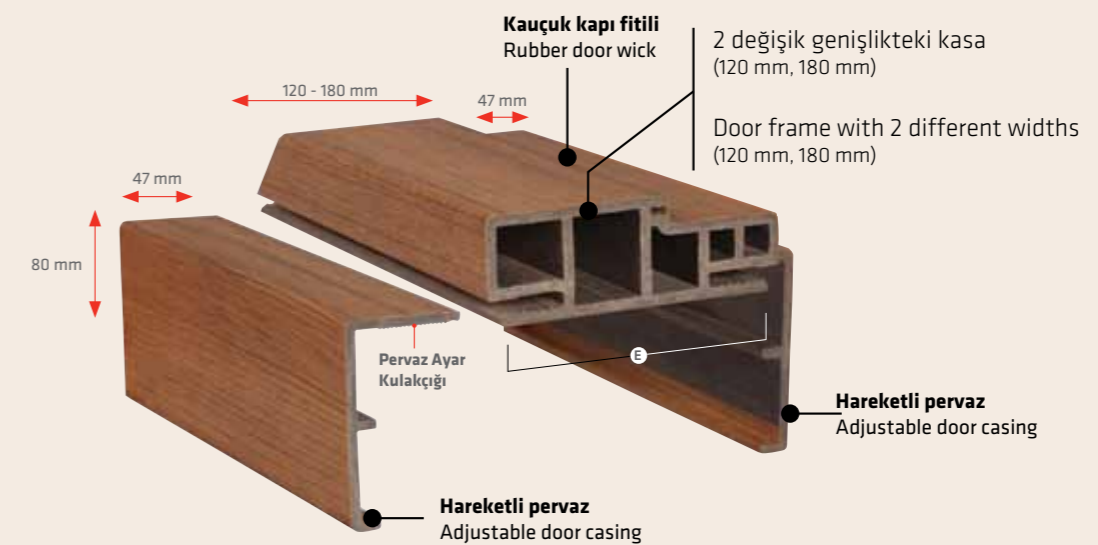 Kauçuk kapı fitili
Rubber door wick
2 değişik genişlikteki kasa
(120 mm, 180 mm)
Door frame with 2 different widths
(120 mm, 180 mm)
120 - 180 mm
47 mm
47 mm
80 mm
Pervaz Ayar
Kulakçığı
E
Hareketli pervaz
Adjustable door casing
Hareketli pervaz
Adjustable door casing